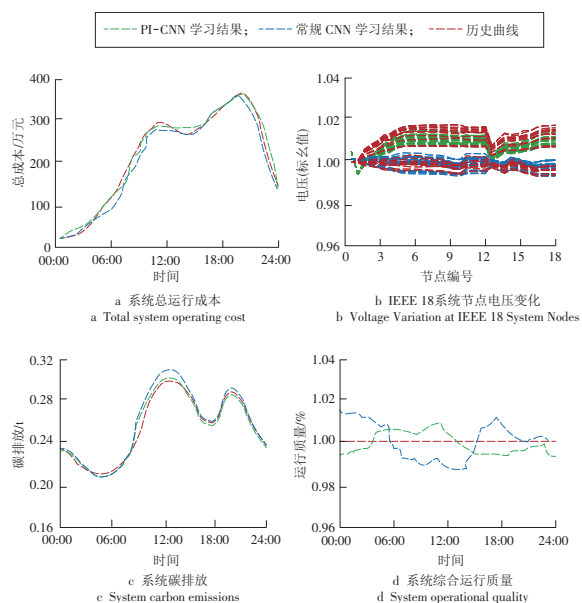 PI-CNN 学习结果； 常规 CNN 学习结果； 历史曲线
400
300
200
100
0
总成本/万元
00:00 06:00 12:00 18:00 24:00
时间
a 系统总运行成本
a Total system operating cost
1.04
1.02
1.00
0.98
0.96
电压(标幺值)
0 3 6 9 12 15 18
节点编号
b IEEE 18系统节点电压变化
b Voltage Variation at IEEE 18 System Nodes
0.32
0.28
0.24
0.20
0.16
碳排放/t
00:00 06:00 12:00 18:00 24:00
时间
c 系统碳排放
c System carbon emissions
1.04
1.02
1.00
0.98
0.96
运行质量/%
00:00 06:00 12:00 18:00 24:00
时间
d 系统综合运行质量
d System operational quality